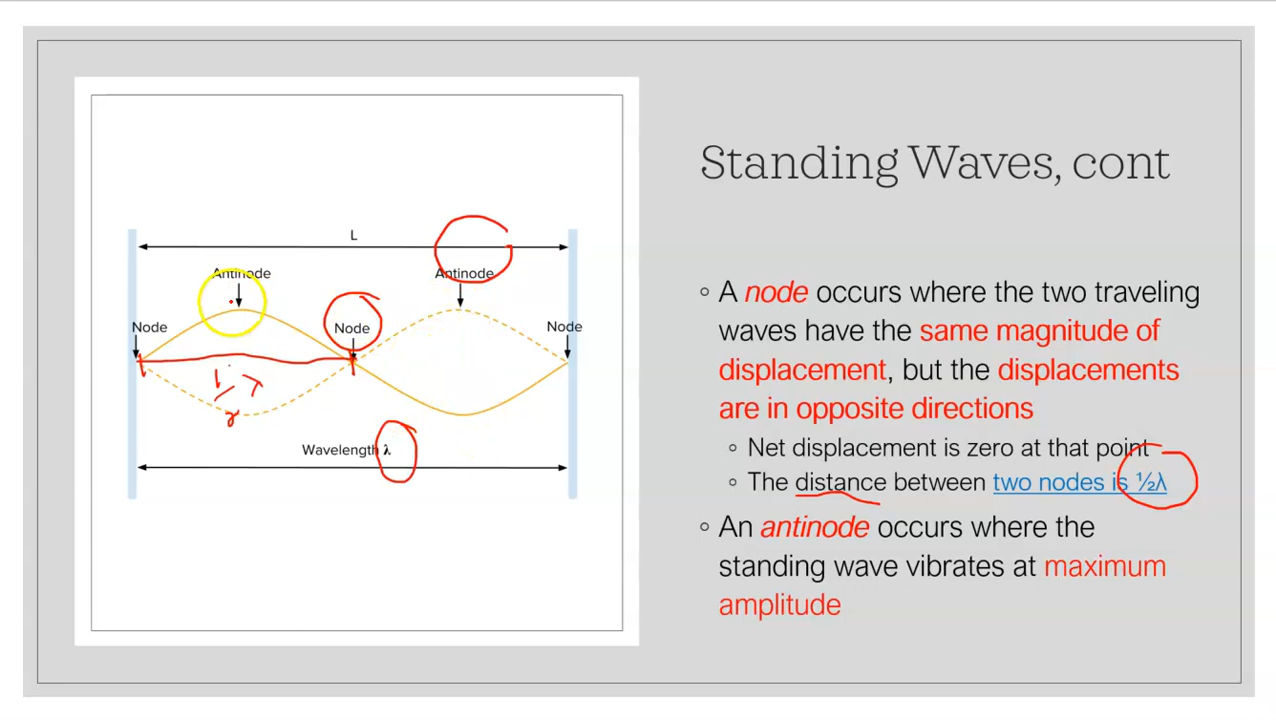 Standing Waves, cont
L
Antinode
Antinode
Node
Node
Node
1/2 λ
Wavelength λ
◦ A node occurs where the two traveling
waves have the same magnitude of
displacement, but the displacements
are in opposite directions
◦ Net displacement is zero at that point
◦ The distance between two nodes is ½λ
◦ An antinode occurs where the
standing wave vibrates at maximum
amplitude